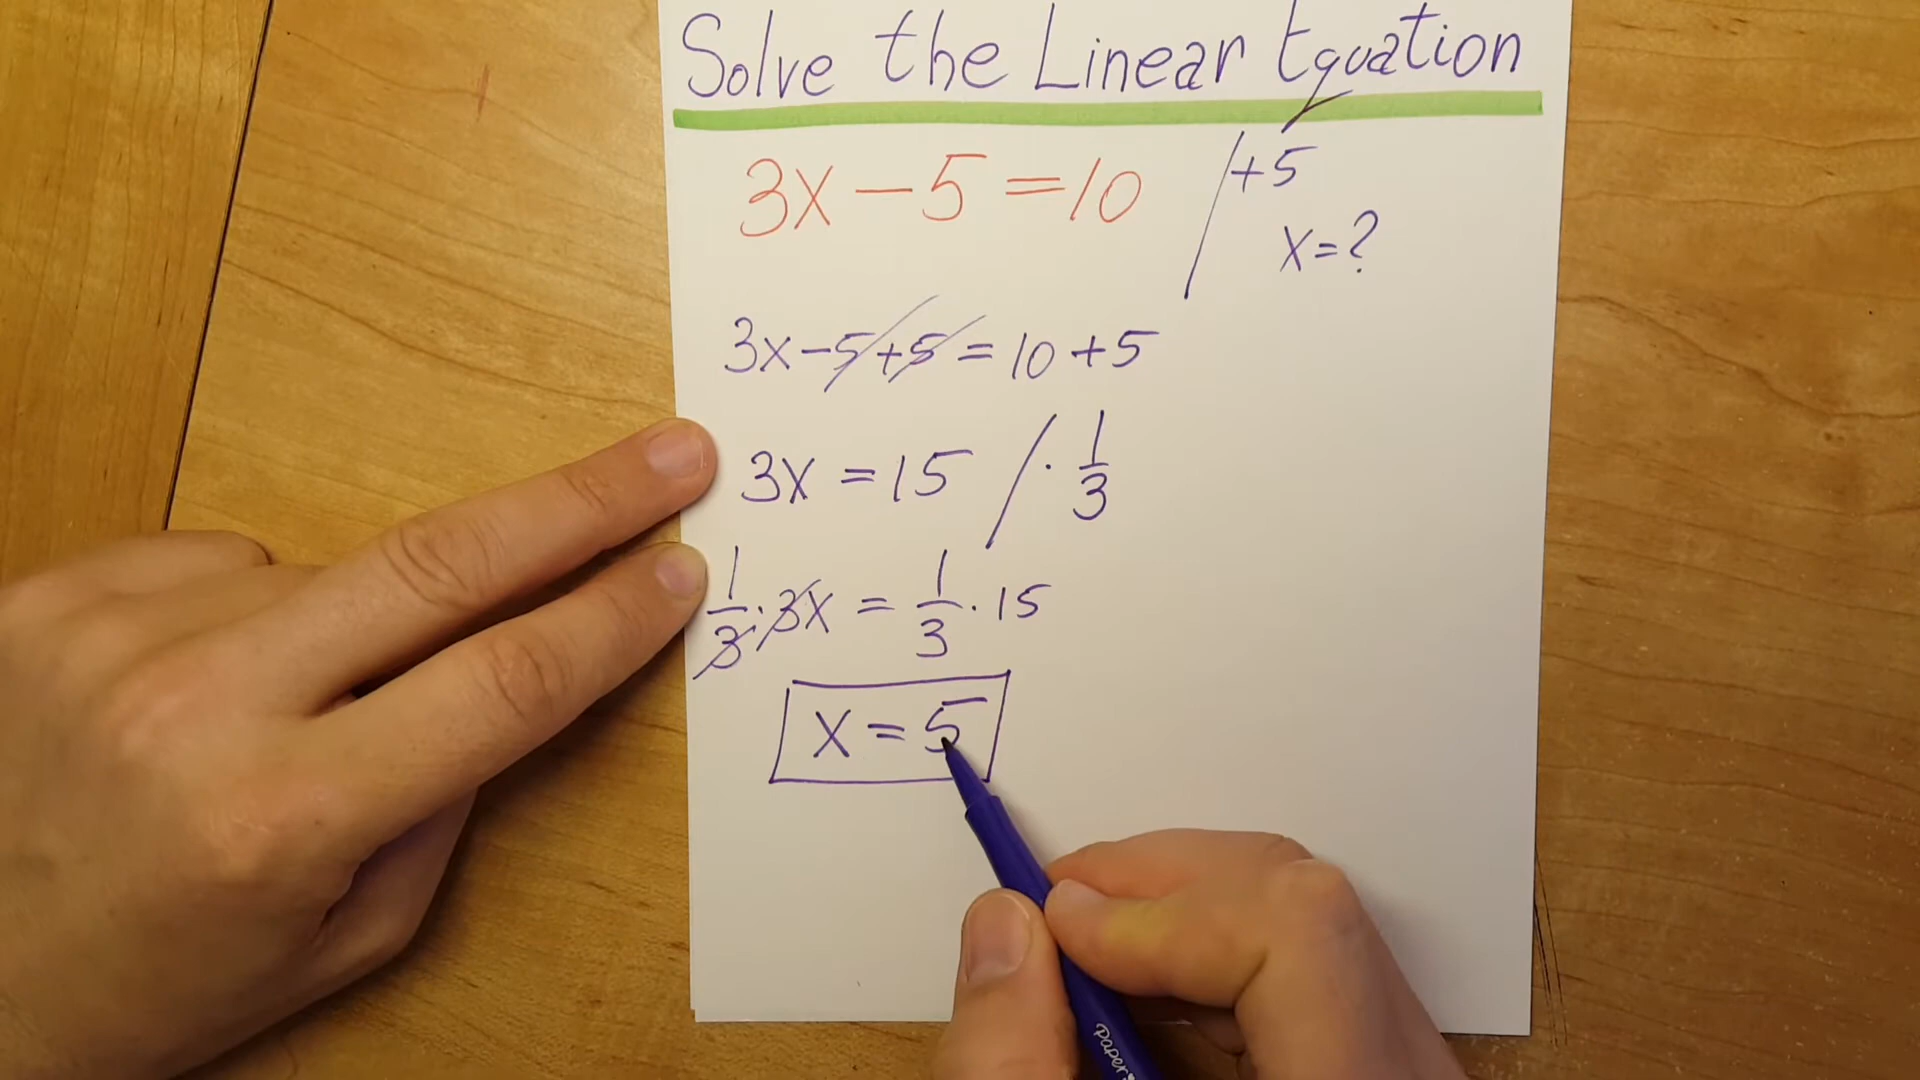 Solve the Linear Equation
3x - 5 = 10 / +5
x = ?
3x - 5 + 5 = 10 + 5
3x = 15 / · 1/3
1/3 · 3x = 1/3 · 15
x = 5
Paper